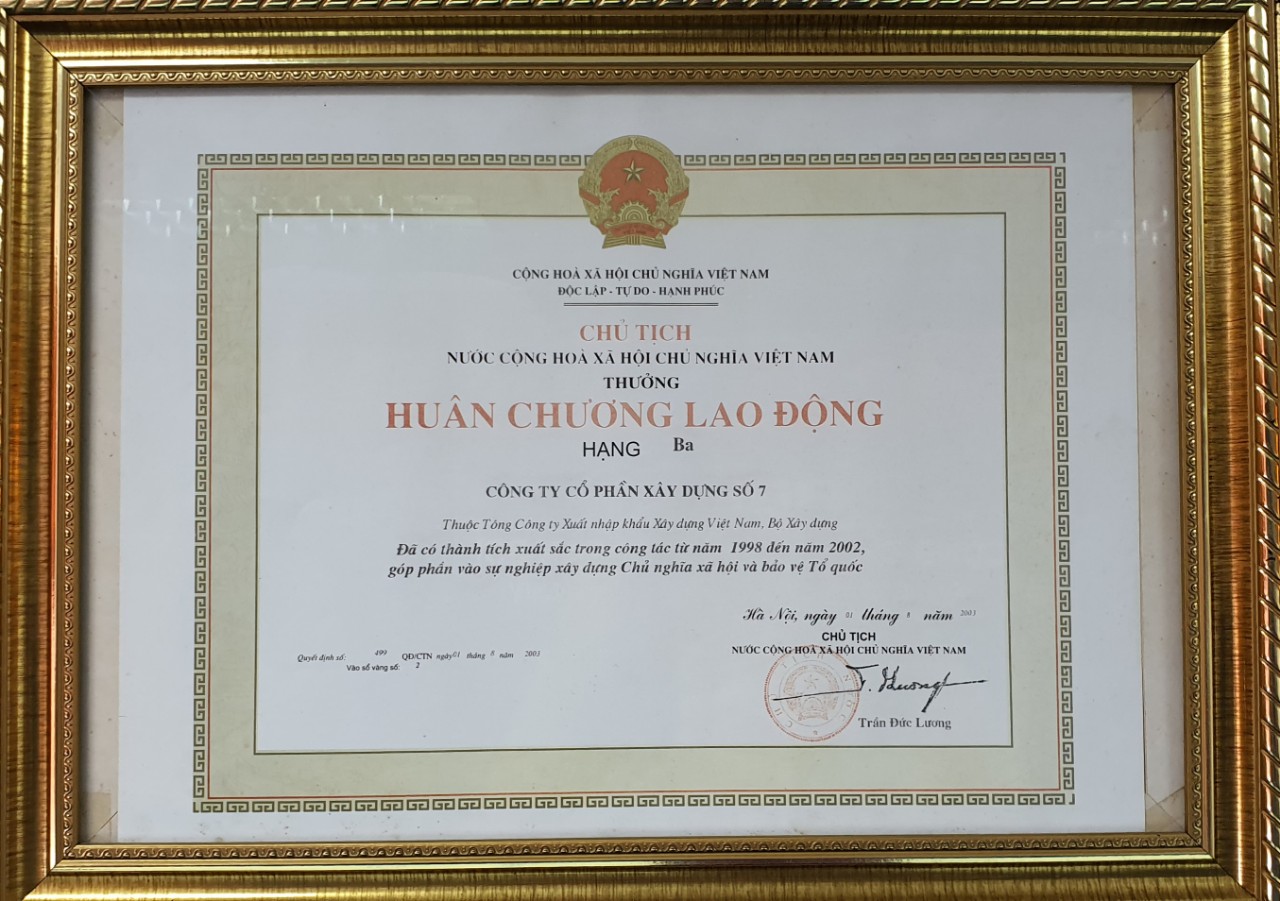 CỘNG HOÀ XÃ HỘI CHỦ NGHĨA VIỆT NAM
ĐỘC LẬP - TỰ DO - HẠNH PHÚC
CHỦ TỊCH
NƯỚC CỘNG HOÀ XÃ HỘI CHỦ NGHĨA VIỆT NAM
THƯỞNG
HUÂN CHƯƠNG LAO ĐỘNG
HẠNG Ba
CÔNG TY CỔ PHẦN XÂY DỰNG SỐ 7
Thuộc Tổng Công ty Xuất nhập khẩu Xây dựng Việt Nam, Bộ Xây dựng
Đã có thành tích xuất sắc trong công tác từ năm 1998 đến năm 2002,
góp phần vào sự nghiệp xây dựng Chủ nghĩa xã hội và bảo vệ Tổ quốc
Hà Nội, ngày 01 tháng 8 năm 2003
CHỦ TỊCH
NƯỚC CỘNG HOÀ XÃ HỘI CHỦ NGHĨA VIỆT NAM
Quyết định số: 499 QĐ/CTN ngày 01 tháng 8 năm 2003
Vào sổ vàng số: 2
Trần Đức Lương